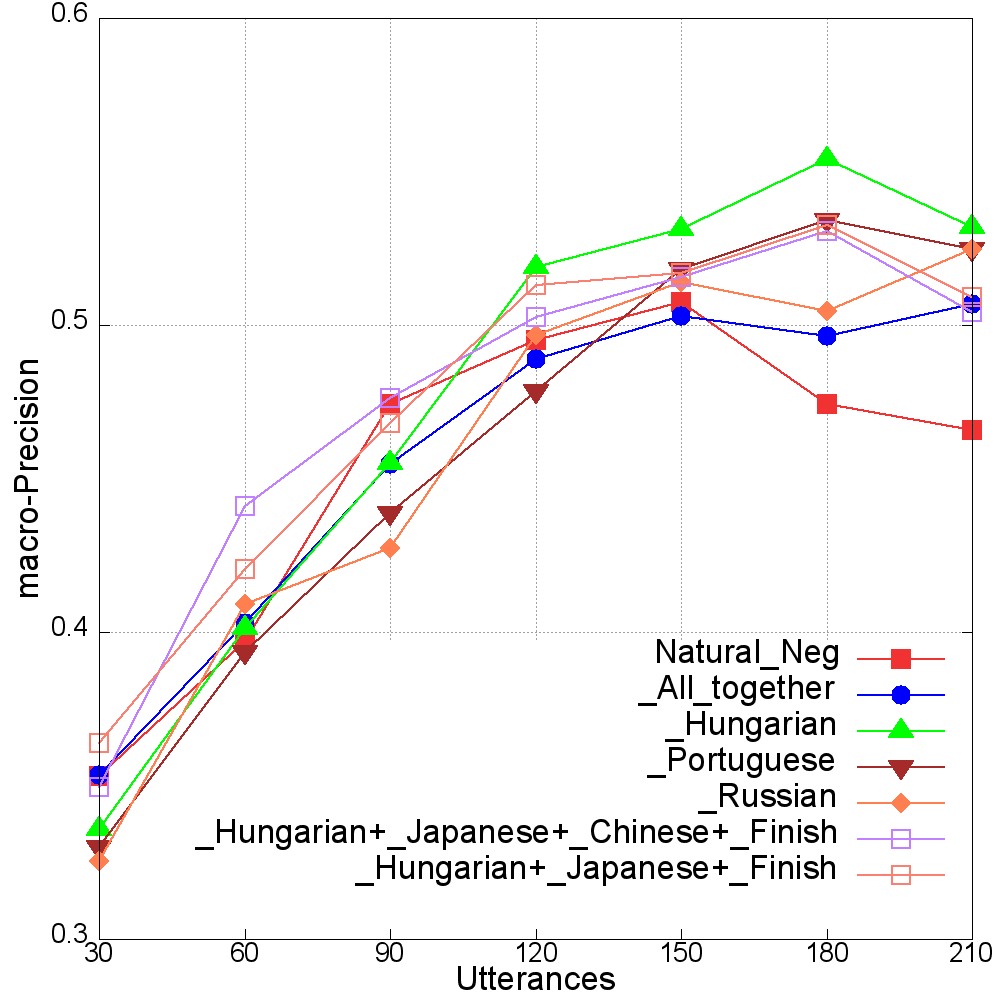 0.6
0.5
0.4
0.3
macro-Precision
Natural_Neg
_All_together
_Hungarian
_Portuguese
_Russian
_Hungarian+_Japanese+_Chinese+_Finish
_Hungarian+_Japanese+_Finish
30 60 90 120 150 180 210
Utterances